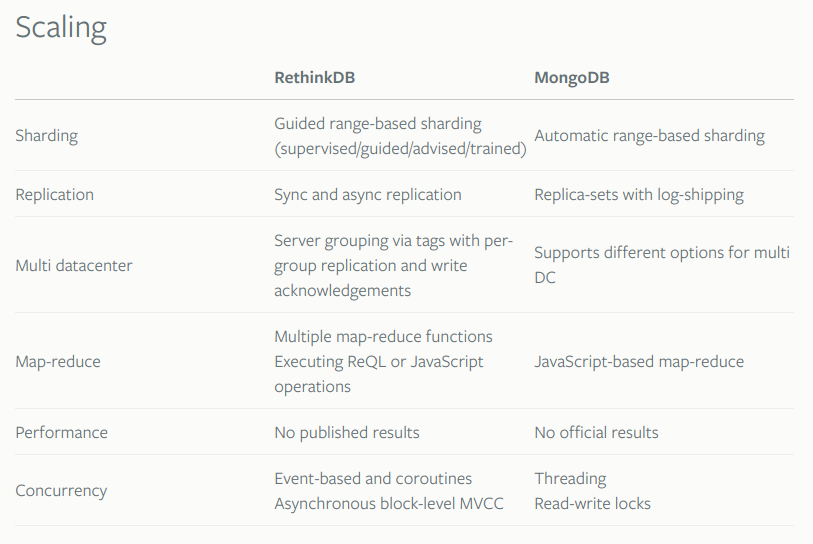 Scaling
RethinkDB MongoDB
Sharding
Guided range-based sharding
(supervised/guided/advised/trained)
Automatic range-based sharding
Replication Sync and async replication Replica-sets with log-shipping
Multi datacenter
Server grouping via tags with per-
group replication and write
acknowledgements
Supports different options for multi
DC
Map-reduce
Multiple map-reduce functions
Executing ReQL or JavaScript
operations
JavaScript-based map-reduce
Performance No published results No official results
Concurrency
Event-based and coroutines
Asynchronous block-level MVCC
Threading
Read-write locks